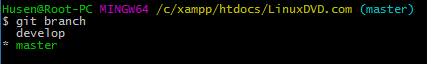 Husen@Root-PC MINGW64 /c/xampp/htdocs/LinuxDVD.com (master)
$ git branch
  develop
* master